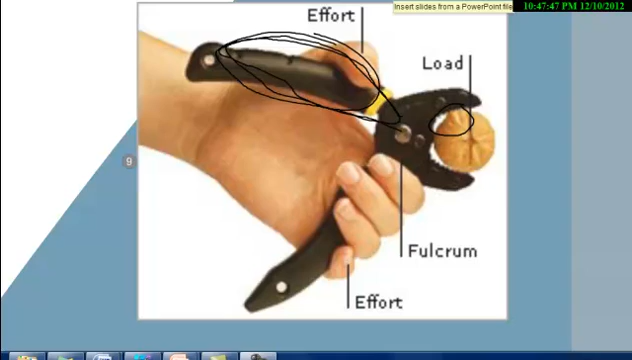 Insert slides from a PowerPoint file
10:47:47 PM 12/10/2012
Effort
Load
9
Fulcrum
Effort